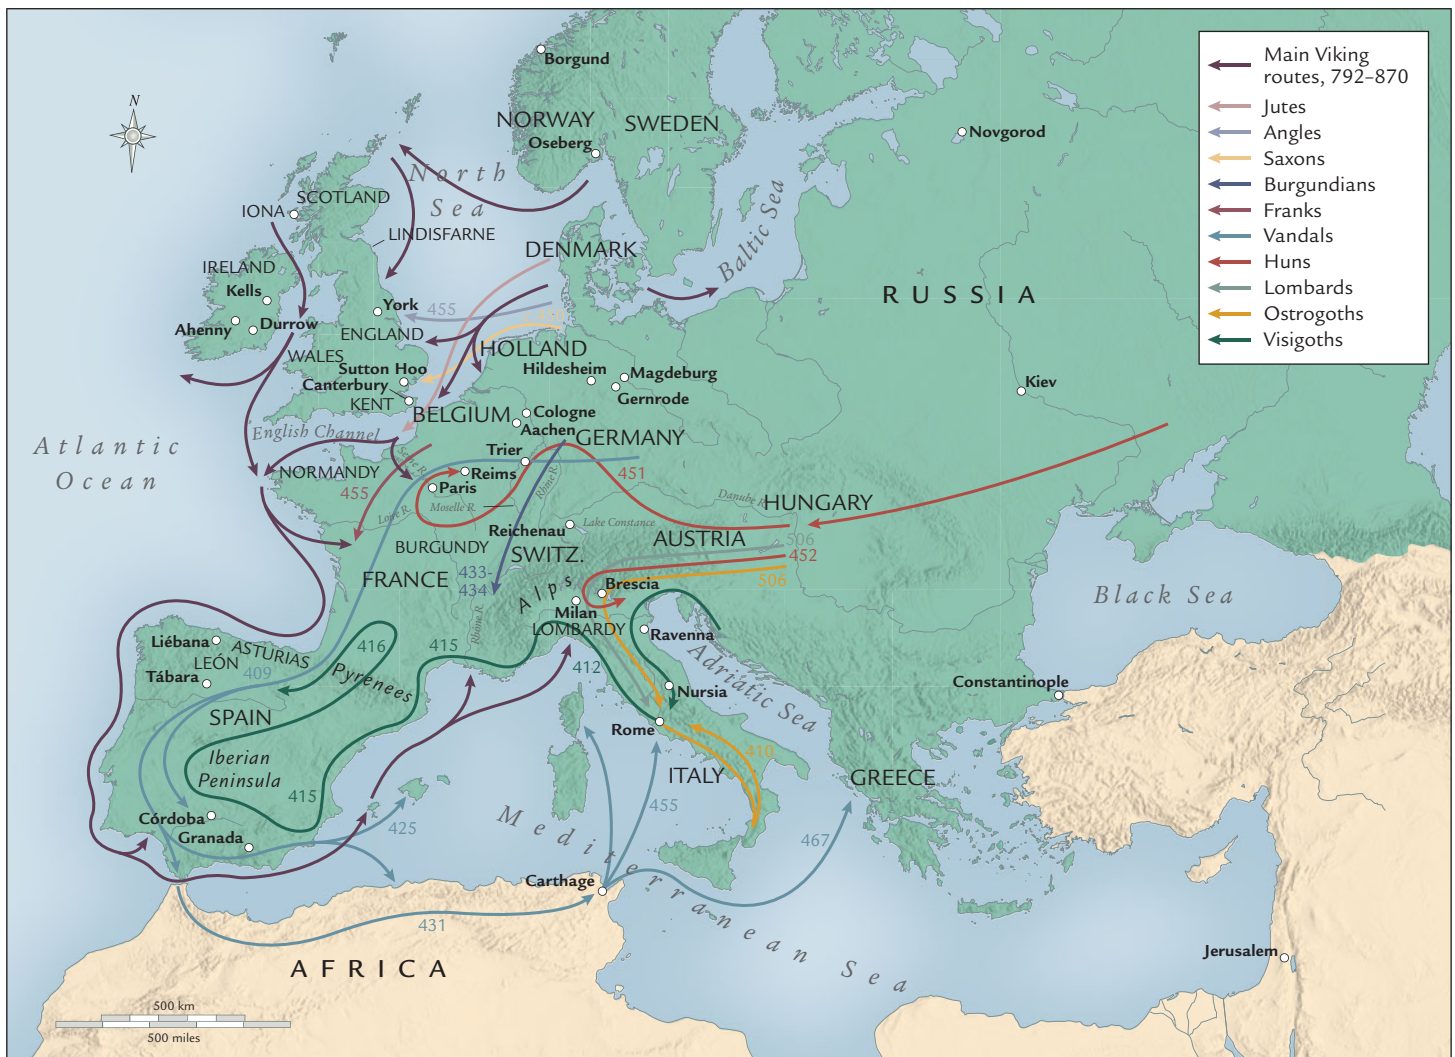 Main Viking
routes, 792–870
Jutes
Angles
Saxons
Burgundians
Franks
Vandals
Huns
Lombards
Ostrogoths
Visigoths
N
Borgund
NORWAY
SWEDEN
Oseberg
Novgorod
North
Sea
SCOTLAND
IONA
LINDISFARNE
DENMARK
Baltic Sea
IRELAND
Kells
RUSSIA
York
455
Ahenny
Durrow
ENGLAND
HOLLAND
WALES
Sutton Hoo
Hildesheim
Magdeburg
Canterbury
Gernrode
Kiev
KENT
BELGIUM
Cologne
Aachen
English Channel
GERMANY
Atlantic
Ocean
Trier
Seine R.
NORMANDY
Reims
451
Paris
Rhine R.
455
Moselle R.
Danube R.
HUNGARY
Loire R.
Reichenau
Lake Constance
AUSTRIA
506
BURGUNDY
SWITZ.
452
FRANCE
433–
434
Alps
Brescia
506
Black Sea
Milan
LOMBARDY
Rhône R.
Ravenna
Liébana
ASTURIAS
416
415
LEÓN
409
Pyrenees
412
Adriatic Sea
Tábara
Nursia
Constantinople
SPAIN
Rome
410
Iberian
Peninsula
ITALY
GREECE
415
455
Córdoba
425
Granada
467
Mediterranean Sea
Carthage
431
AFRICA
Jerusalem
500 km
500 miles